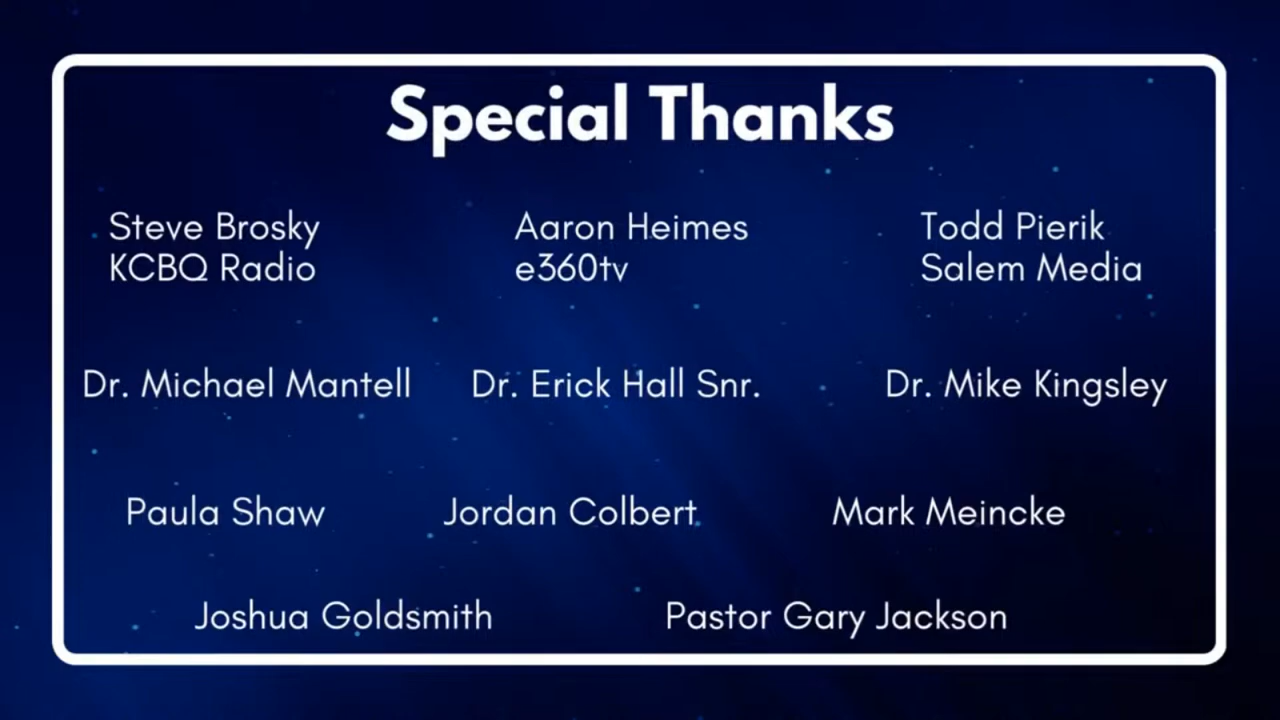 Special Thanks
Steve Brosky
KCBQ Radio
Aaron Heimes
e360tv
Todd Pierik
Salem Media
Dr. Michael Mantell
Dr. Erick Hall Snr.
Dr. Mike Kingsley
Paula Shaw
Jordan Colbert
Mark Meincke
Joshua Goldsmith
Pastor Gary Jackson